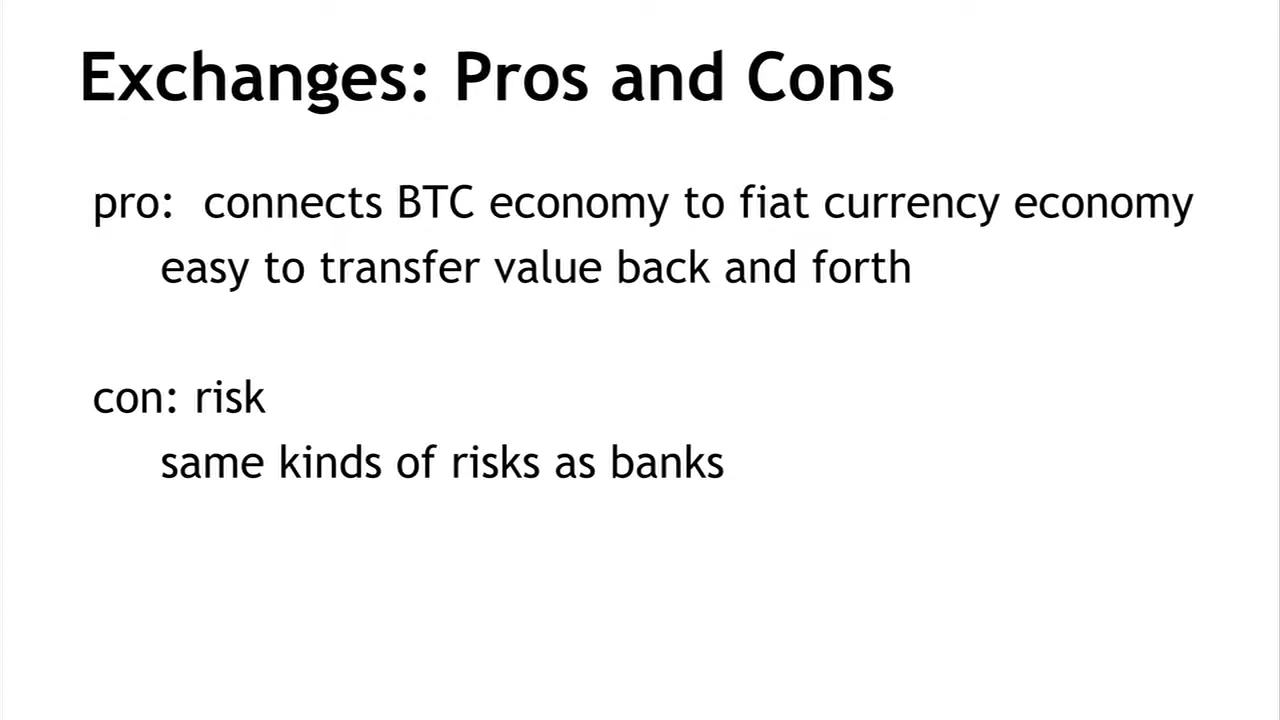 Exchanges: Pros and Cons
pro: connects BTC economy to fiat currency economy
easy to transfer value back and forth
con: risk
same kinds of risks as banks